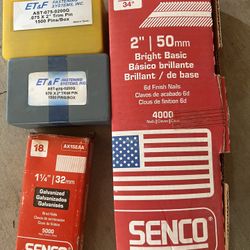 ET&F FASTENING SYSTEMS, INC.
AST-075-0200G
.075 X 2" Trim Pin
1500 Pins/Box
ET&F FASTENING SYSTEMS, INC.
AST-075-0200G
.075 X 2" TRIM PIN
1500 PINS/BOX
18
AX15EAA
1¼" | 32mm
Galvanized
Galvanizados
Galvanisés
Brad Nails
5000
SENCO
34°
2" | 50mm
Bright Basic
Básico brillante
Brillant / de base
6d Finish Nails
Claves de acabado 6d
Clous de finition 6d
4000
SENCO